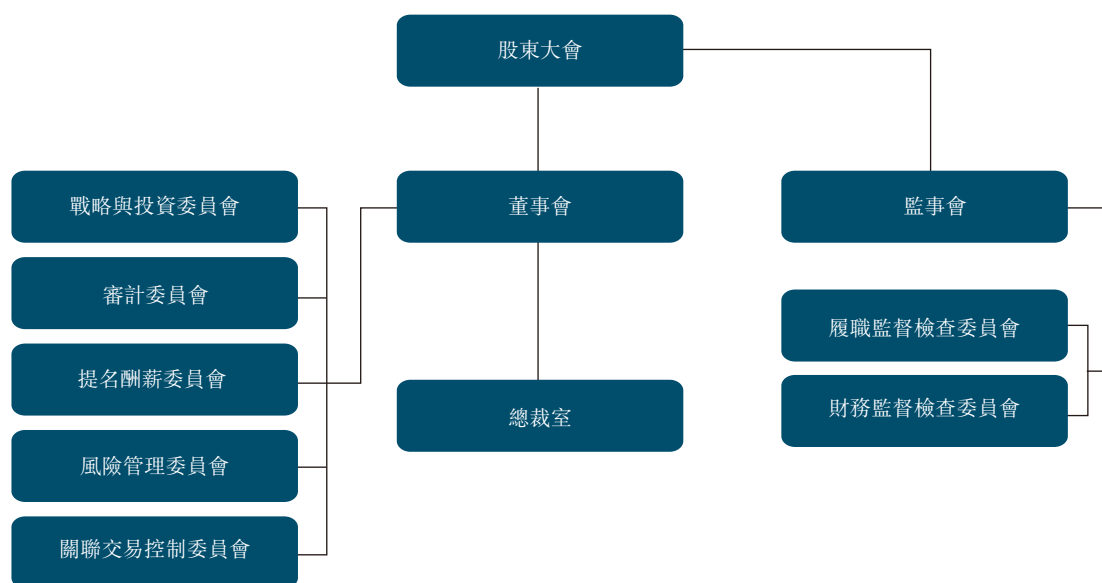 股東大會
戰略與投資委員會
董事會
監事會
審計委員會
履職監督檢查委員會
提名酬薪委員會
總裁室
財務監督檢查委員會
風險管理委員會
關聯交易控制委員會